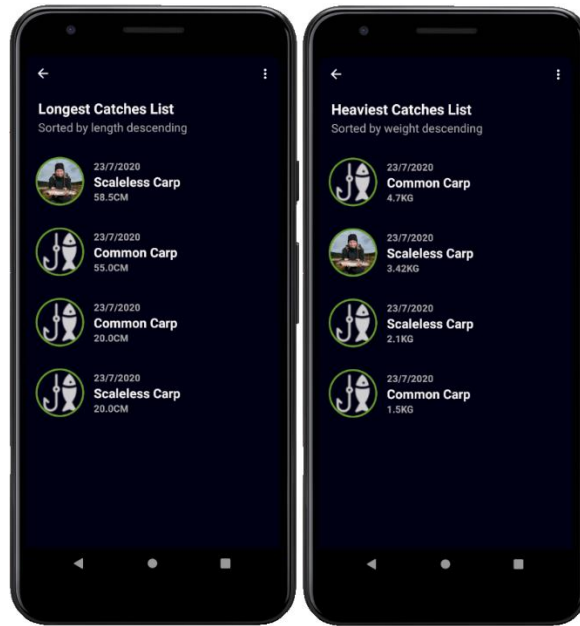 Longest Catches List
Sorted by length descending
23/7/2020
Scaleless Carp
58.5CM
23/7/2020
Common Carp
55.0CM
23/7/2020
Common Carp
20.0CM
23/7/2020
Scaleless Carp
20.0CM
Heaviest Catches List
Sorted by weight descending
23/7/2020
Common Carp
4.7KG
23/7/2020
Scaleless Carp
3.42KG
23/7/2020
Scaleless Carp
2.1KG
23/7/2020
Common Carp
1.5KG